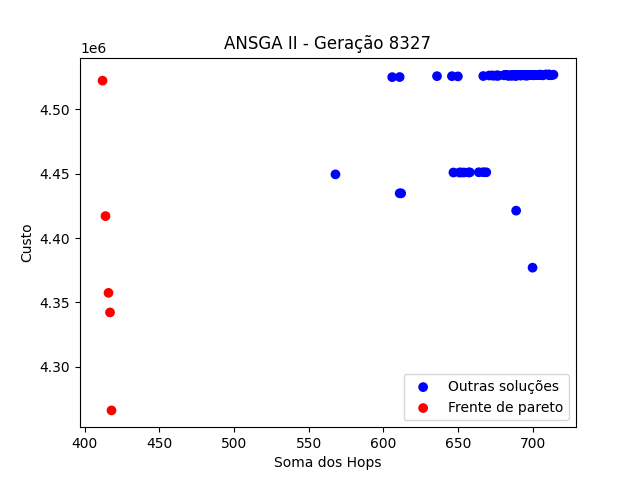 ANSGA II - Geração 8327
1e6
4.50
4.45
4.40
4.35
4.30
Custo
400 450 500 550 600 650 700
Soma dos Hops
Outras soluções
Frente de pareto